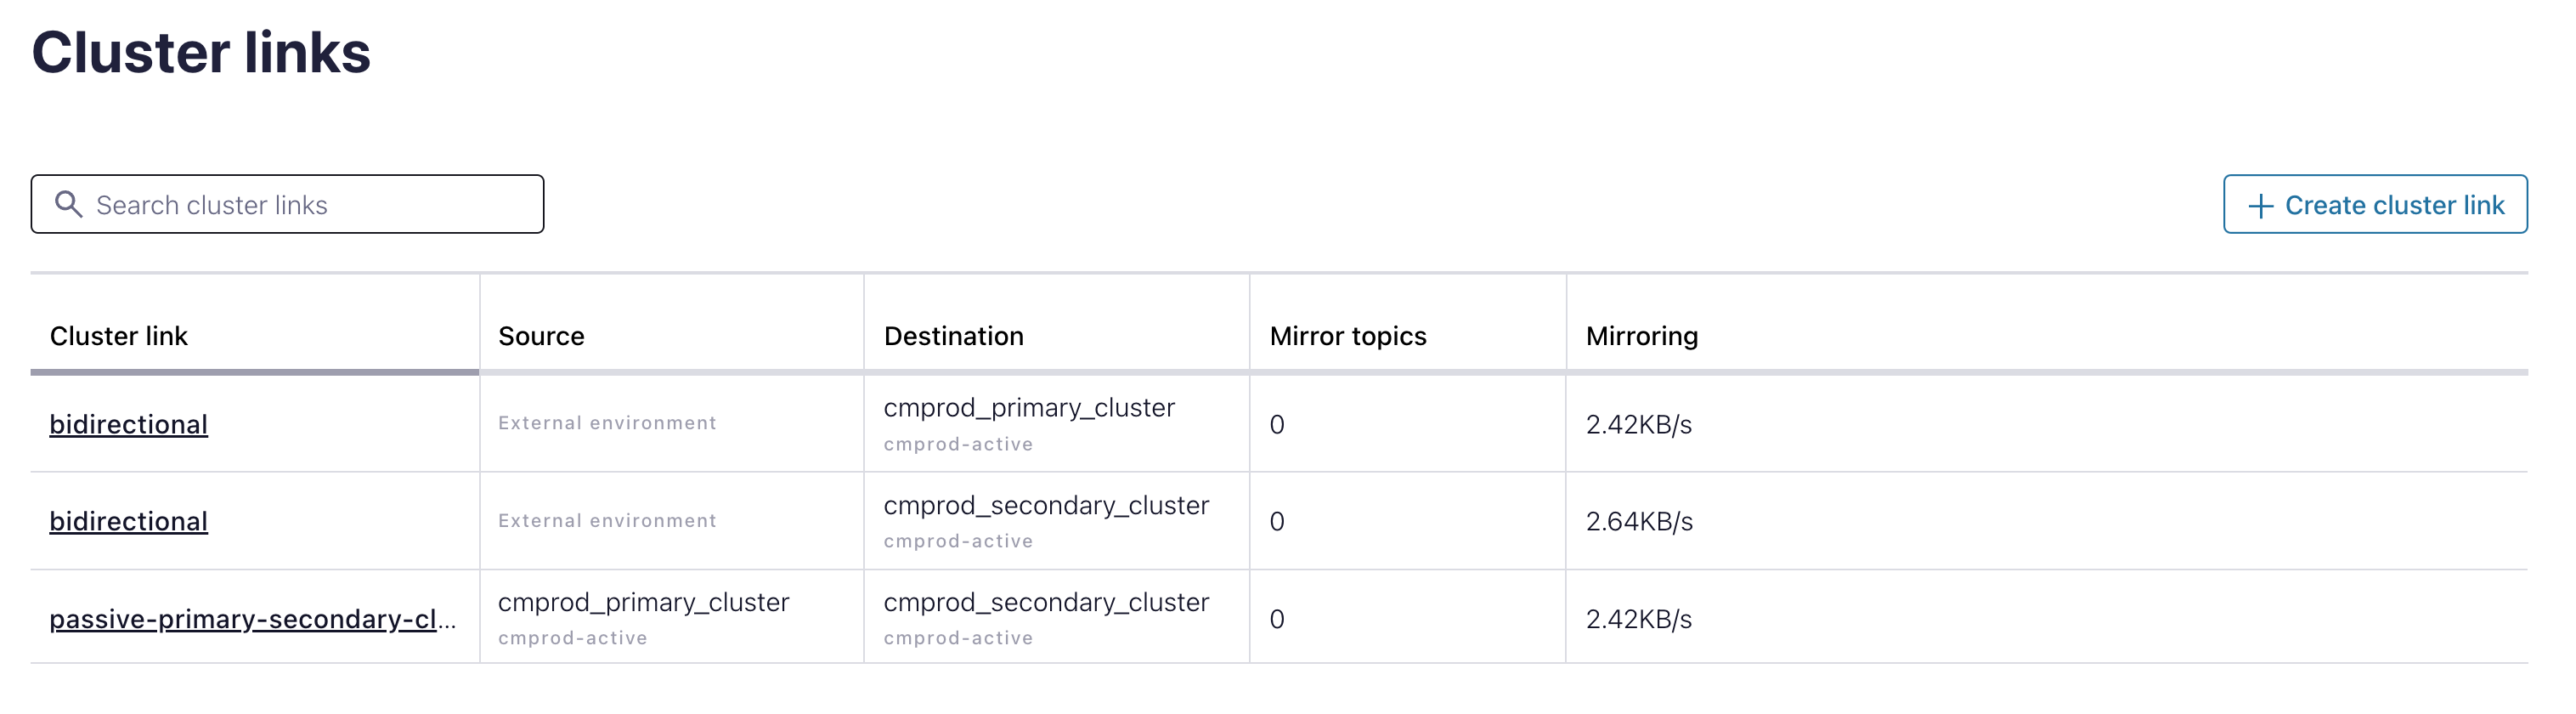 Cluster links
Search cluster links
+ Create cluster link
Cluster link Source Destination Mirror topics Mirroring
bidirectional External environment cmprod_primary_cluster 0 2.42KB/s
cmprod-active
bidirectional External environment cmprod_secondary_cluster 0 2.64KB/s
cmprod-active
passive-primary-secondary-cl... cmprod_primary_cluster cmprod_secondary_cluster 0 2.42KB/s
cmprod-active cmprod-active